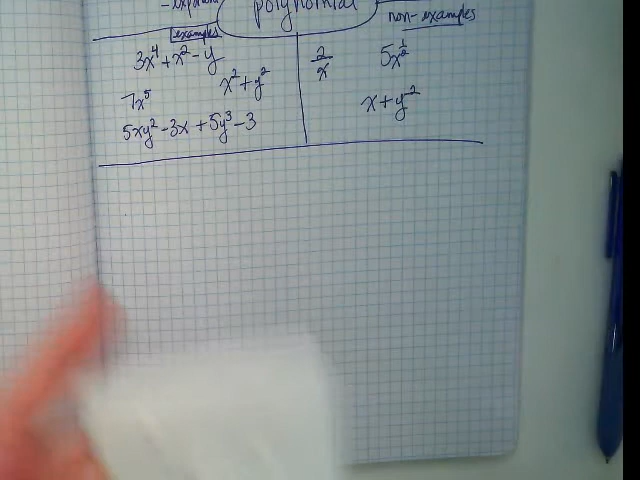 polynomial
non-examples
examples
3x⁴ + x² - y
x² + y²
7x⁵
5xy² - 3x + 5y³ - 3
2/x
5x^½
x + y⁻²